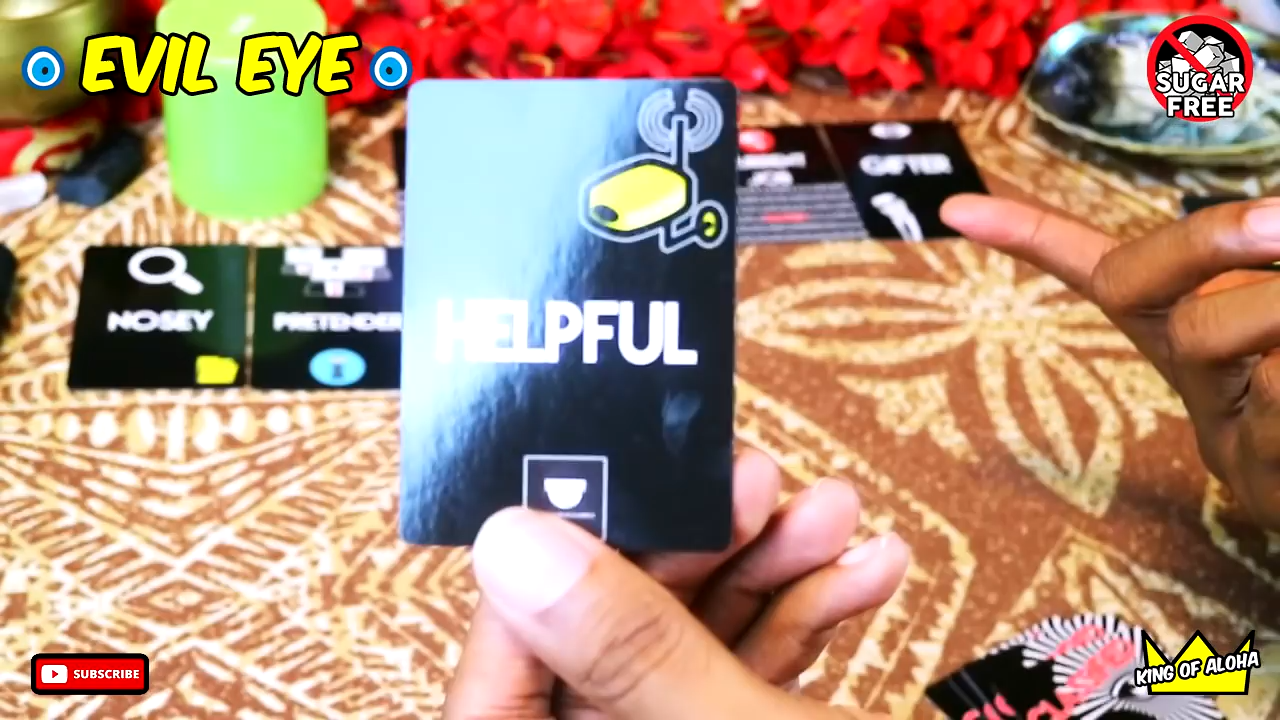 EVIL EYE
SUGAR
FREE
GIFTER
HELPFUL
NOSEY
PRETENDER
SUBSCRIBE
KING OF ALOHA